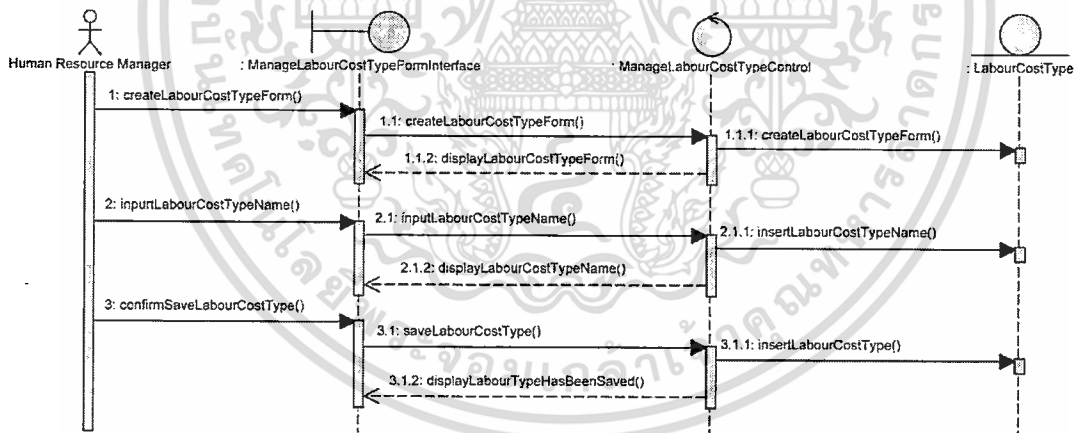 Human Resource Manager
: ManageLabourCostTypeFormInterface
: ManageLabourCostTypeControl
: LabourCostType
1: createLabourCostTypeForm()
1.1: createLabourCostTypeForm()
1.1.1: createLabourCostTypeForm()
1.1.2: displayLabourCostTypeForm()
2: inpurtLabourCostTypeName()
2.1: inputLabourCostTypeName()
2.1.1: insertLabourCostTypeName()
2.1.2: displayLabourCostTypeName()
3: confirmSaveLabourCostType()
3.1: saveLabourCostType()
3.1.1: insertLabourCostType()
3.1.2: displayLabourTypeHasBeenSaved()